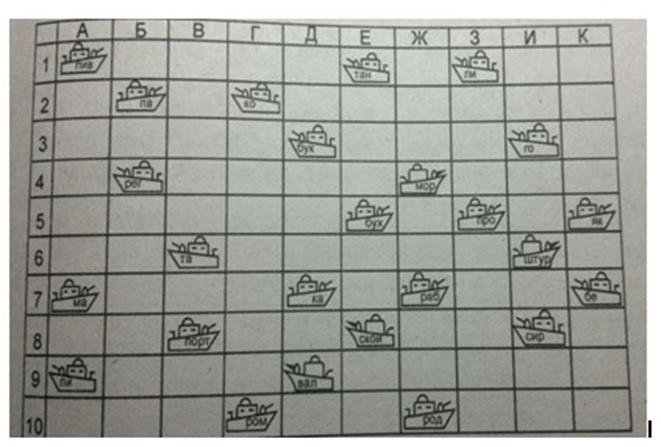 А Б В Г Д Е Ж З И К
1 лив тан ли
2 па ко
3 бук го
4 рег мор
5 бух про як
6 та штур
7 ма ка раб бе
8 порт ской сир
9 ли вал
10 ром род